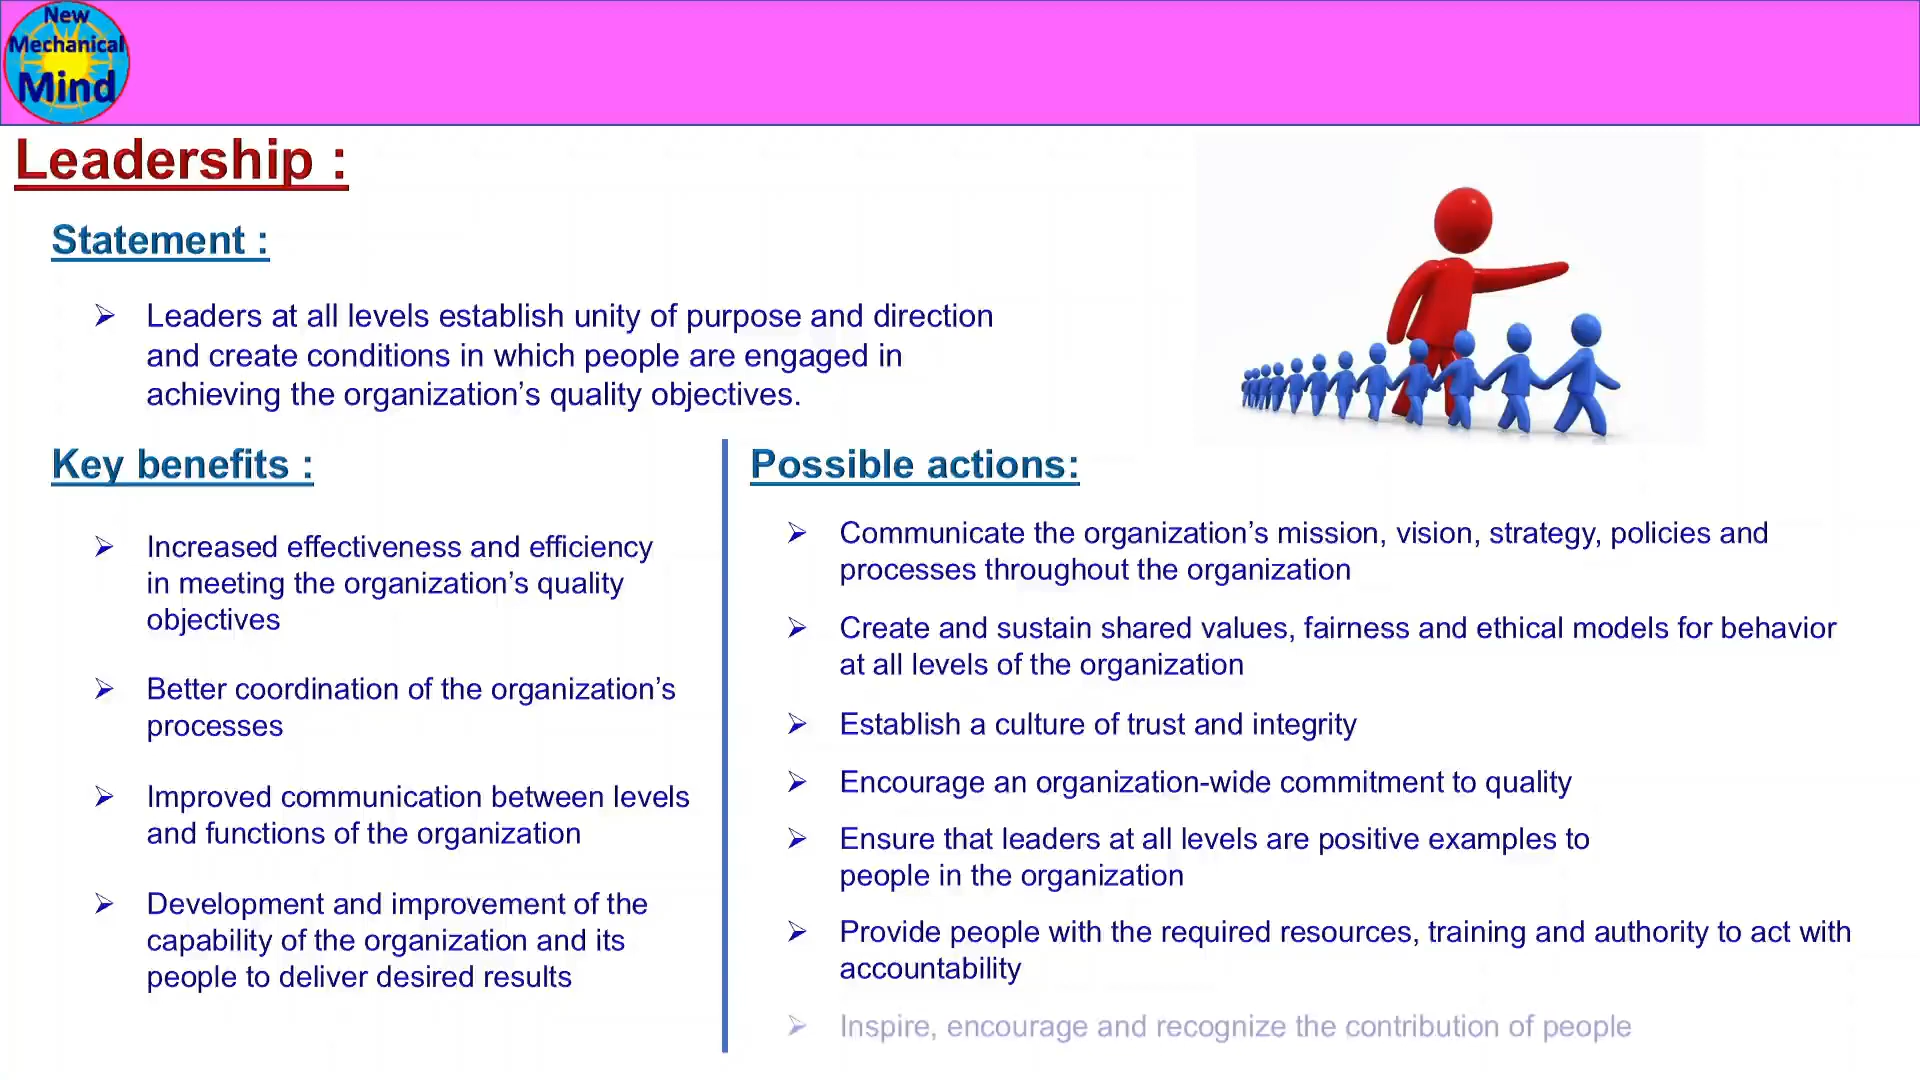 New
Mechanical
Mind
Leadership :
Statement :
➢ Leaders at all levels establish unity of purpose and direction
and create conditions in which people are engaged in
achieving the organization’s quality objectives.
Key benefits :
➢ Increased effectiveness and efficiency
in meeting the organization’s quality
objectives
➢ Better coordination of the organization’s
processes
➢ Improved communication between levels
and functions of the organization
➢ Development and improvement of the
capability of the organization and its
people to deliver desired results
Possible actions:
➢ Communicate the organization’s mission, vision, strategy, policies and
processes throughout the organization
➢ Create and sustain shared values, fairness and ethical models for behavior
at all levels of the organization
➢ Establish a culture of trust and integrity
➢ Encourage an organization-wide commitment to quality
➢ Ensure that leaders at all levels are positive examples to
people in the organization
➢ Provide people with the required resources, training and authority to act with
accountability
➢ Inspire, encourage and recognize the contribution of people